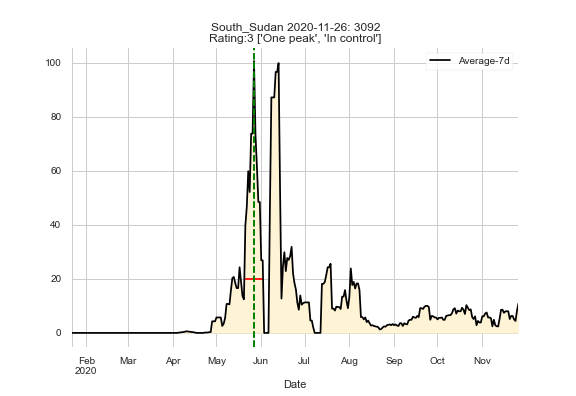 South_Sudan 2020-11-26: 3092
Rating:3 ['One peak', 'In control']
Average-7d
100
80
60
40
20
0
Feb Mar Apr May Jun Jul Aug Sep Oct Nov
2020
Date